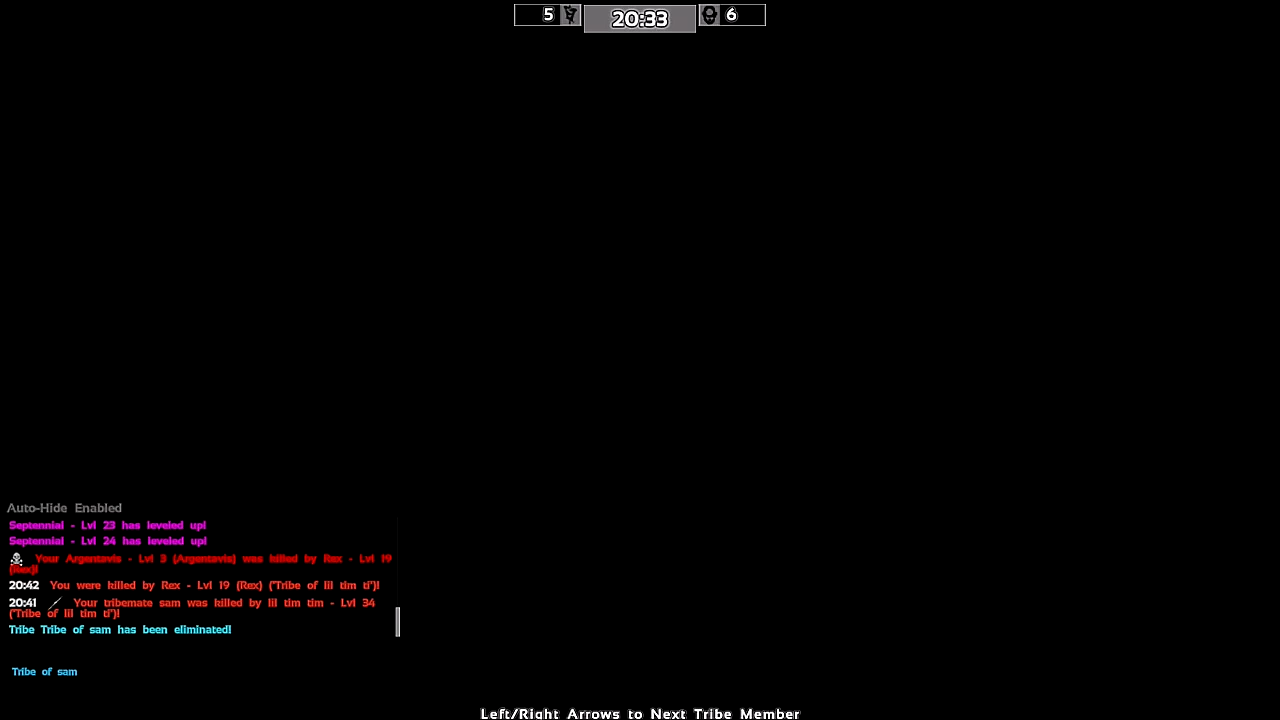 5 20:33 6
Auto-Hide Enabled
Septennial - Lvl 23 has leveled up!
Septennial - Lvl 24 has leveled up!
Your Argentavis - Lvl 3 (Argentavis) was killed by Rex - Lvl 19
(Rex)!
20:42 You were killed by Rex - Lvl 19 (Rex) ("Tribe of lil tim ti")!
20:41 Your tribemate sam was killed by lil tim tim - Lvl 34
("Tribe of lil tim ti")!
Tribe Tribe of sam has been eliminated!
Tribe of sam
Left/Right Arrows to Next Tribe Member